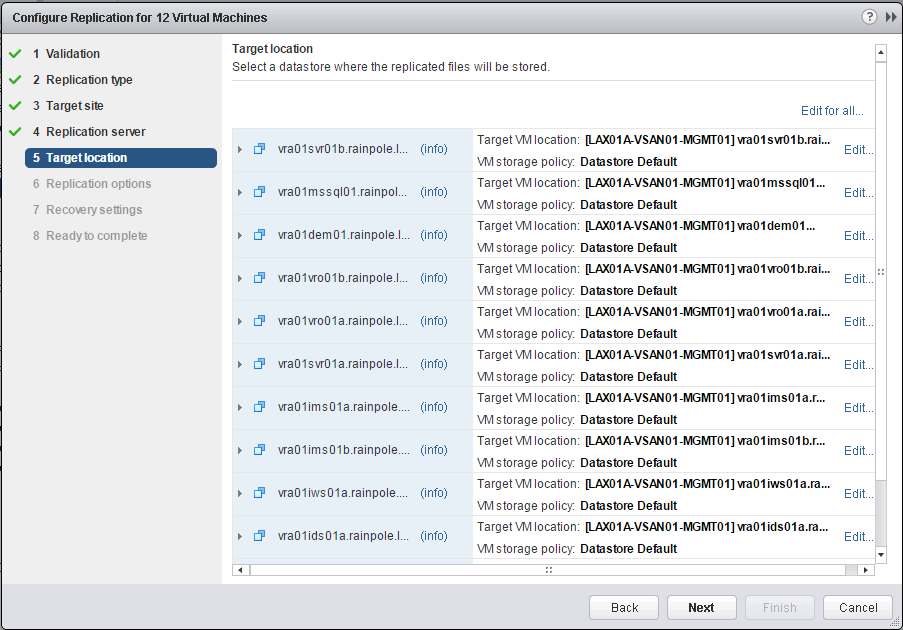 Configure Replication for 12 Virtual Machines
?
1 Validation
2 Replication type
3 Target site
4 Replication server
5 Target location
6 Replication options
7 Recovery settings
8 Ready to complete
Target location
Select a datastore where the replicated files will be stored.
Edit for all...
vra01svr01b.rainpole.l... (info) Target VM location: [LAX01A-VSAN01-MGMT01] vra01svr01b.rai... Edit...
VM storage policy: Datastore Default
vra01mssql01.rainpol... (info) Target VM location: [LAX01A-VSAN01-MGMT01] vra01mssql01... Edit...
VM storage policy: Datastore Default
vra01dem01.rainpole.l... (info) Target VM location: [LAX01A-VSAN01-MGMT01] vra01dem01... Edit...
VM storage policy: Datastore Default
vra01vro01b.rainpole.l... (info) Target VM location: [LAX01A-VSAN01-MGMT01] vra01vro01b.rai... Edit...
VM storage policy: Datastore Default
vra01vro01a.rainpole.l... (info) Target VM location: [LAX01A-VSAN01-MGMT01] vra01vro01a.rai... Edit...
VM storage policy: Datastore Default
vra01svr01a.rainpole.l... (info) Target VM location: [LAX01A-VSAN01-MGMT01] vra01svr01a.rai... Edit...
VM storage policy: Datastore Default
vra01ims01a.rainpole.... (info) Target VM location: [LAX01A-VSAN01-MGMT01] vra01ims01a.r... Edit...
VM storage policy: Datastore Default
vra01ims01b.rainpole.... (info) Target VM location: [LAX01A-VSAN01-MGMT01] vra01ims01b.r... Edit...
VM storage policy: Datastore Default
vra01iws01a.rainpole.... (info) Target VM location: [LAX01A-VSAN01-MGMT01] vra01iws01a.ra... Edit...
VM storage policy: Datastore Default
vra01ids01a.rainpole.l... (info) Target VM location: [LAX01A-VSAN01-MGMT01] vra01ids01a.ra... Edit...
VM storage policy: Datastore Default
Back Next Finish Cancel